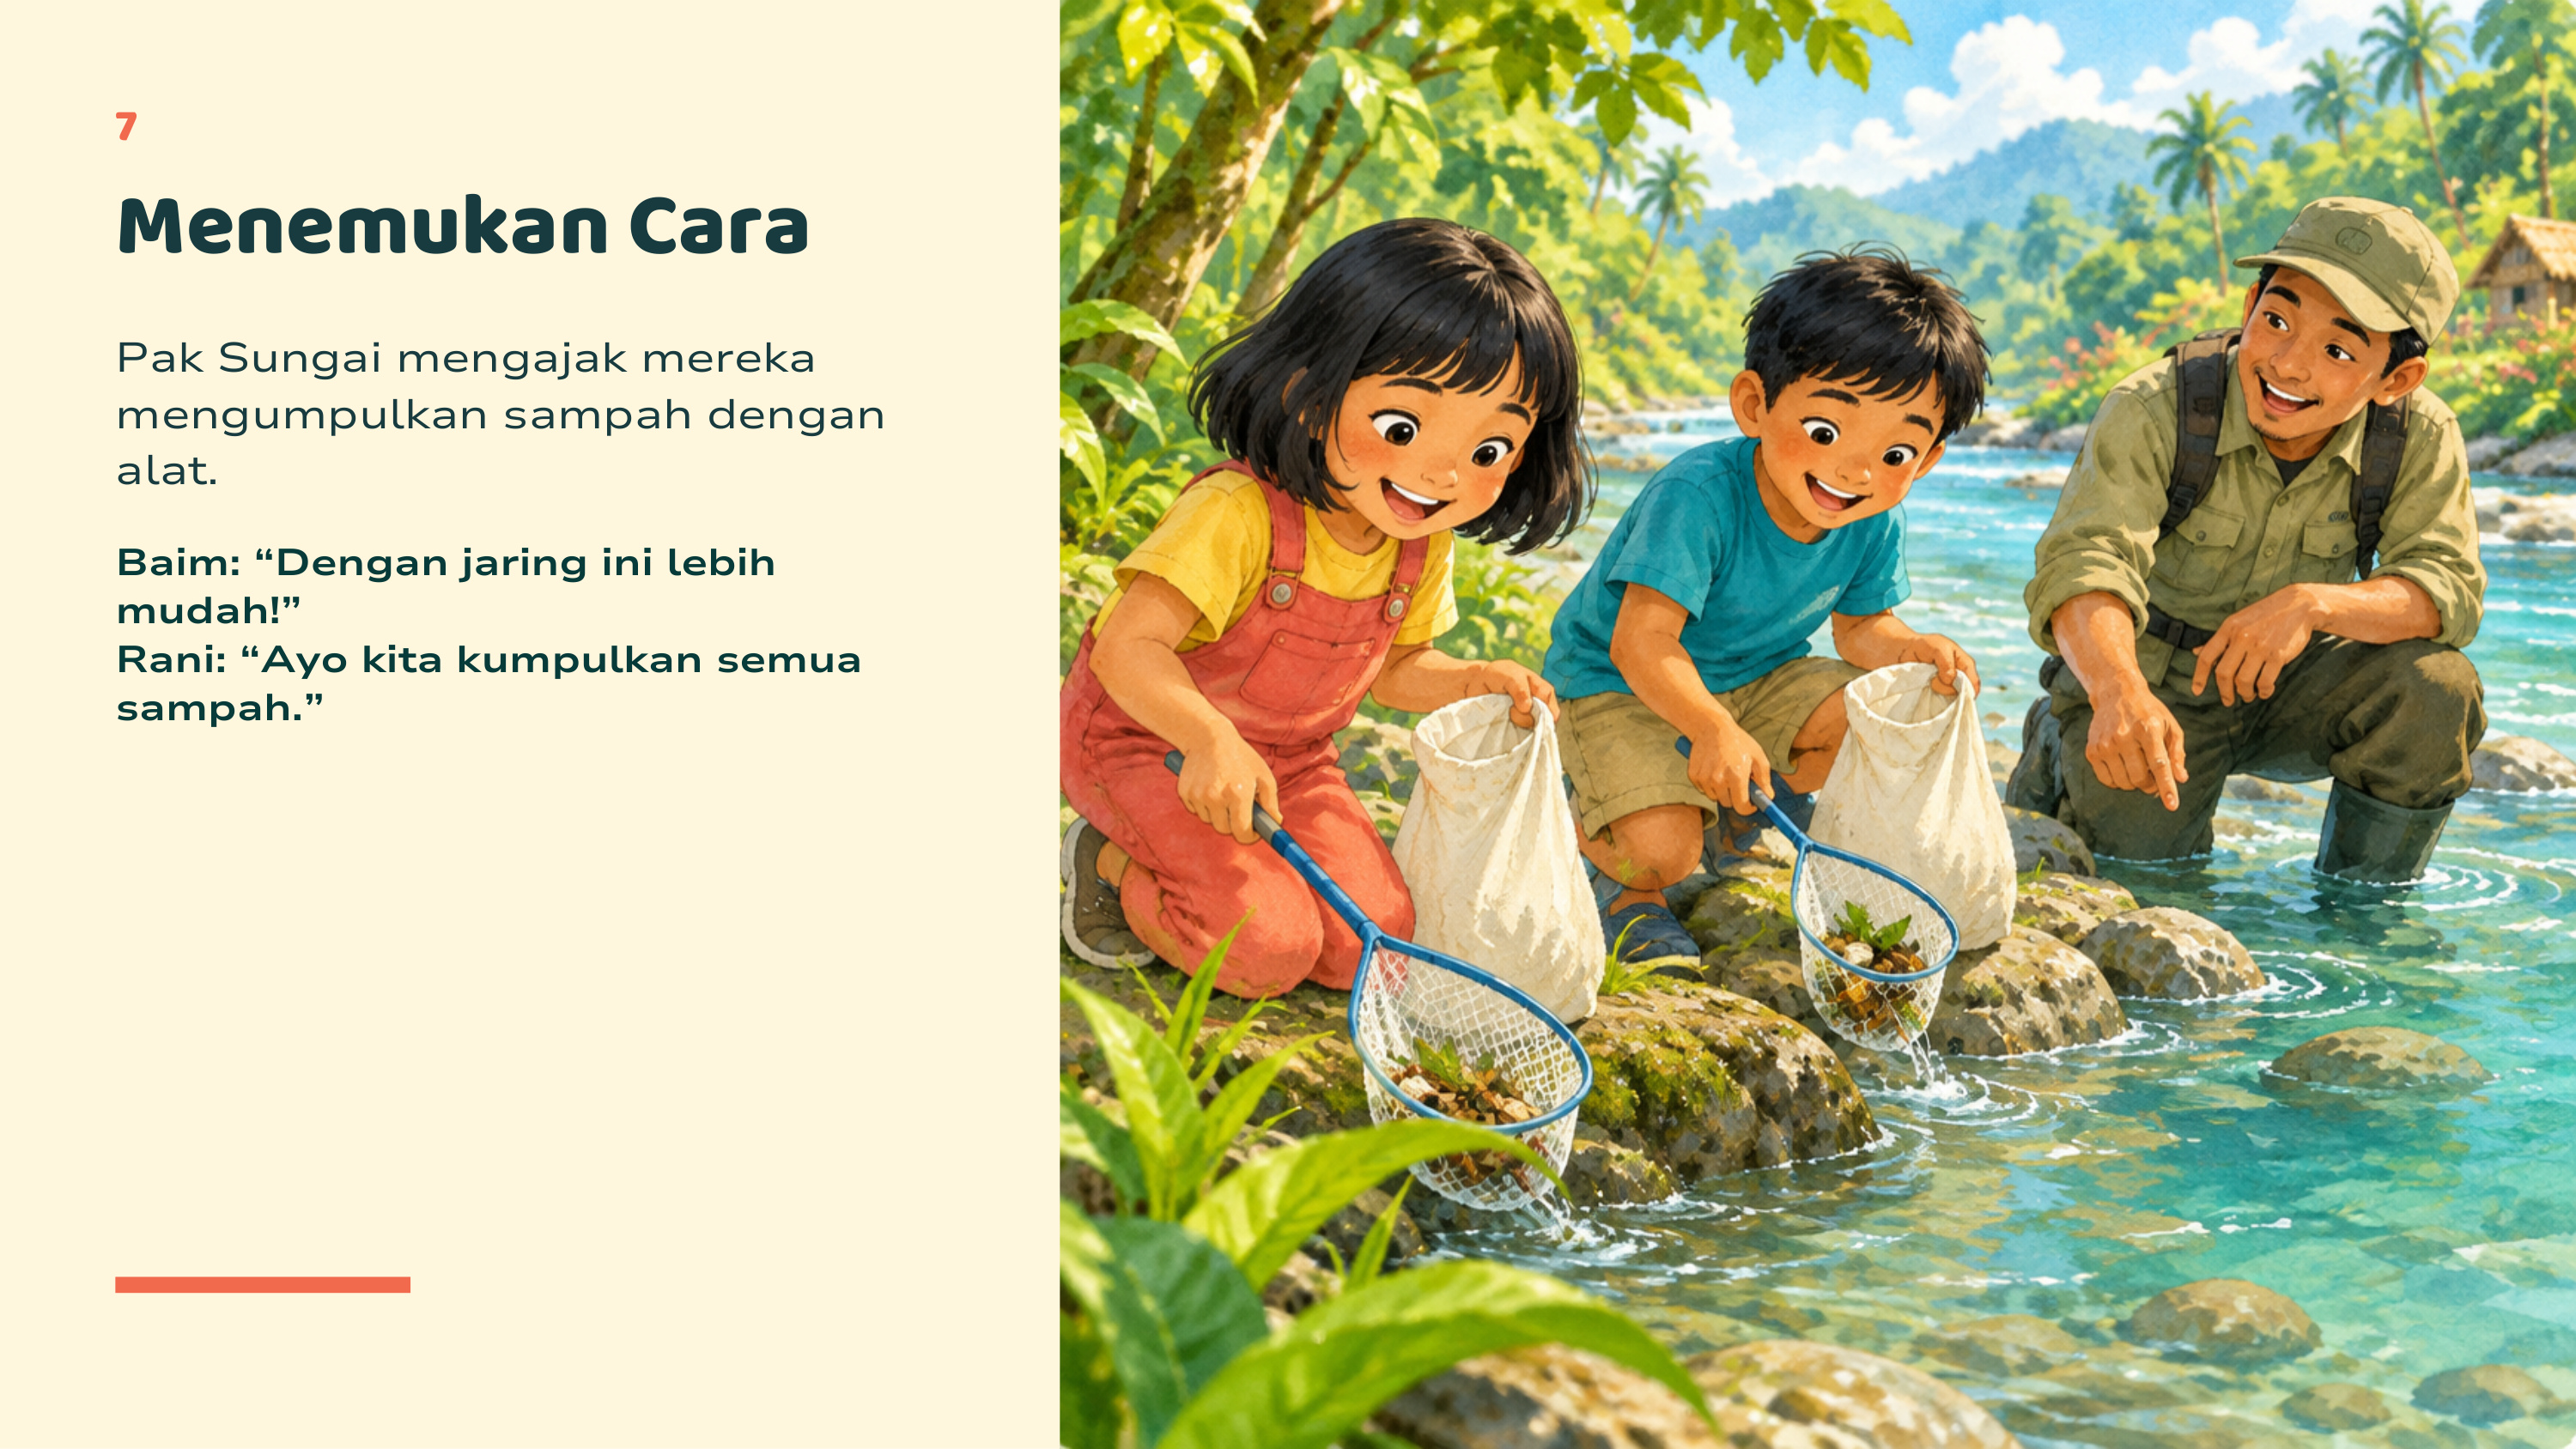 7
Menemukan Cara
Pak Sungai mengajak mereka
mengumpulkan sampah dengan
alat.
Baim: “Dengan jaring ini lebih
mudah!”
Rani: “Ayo kita kumpulkan semua
sampah.”